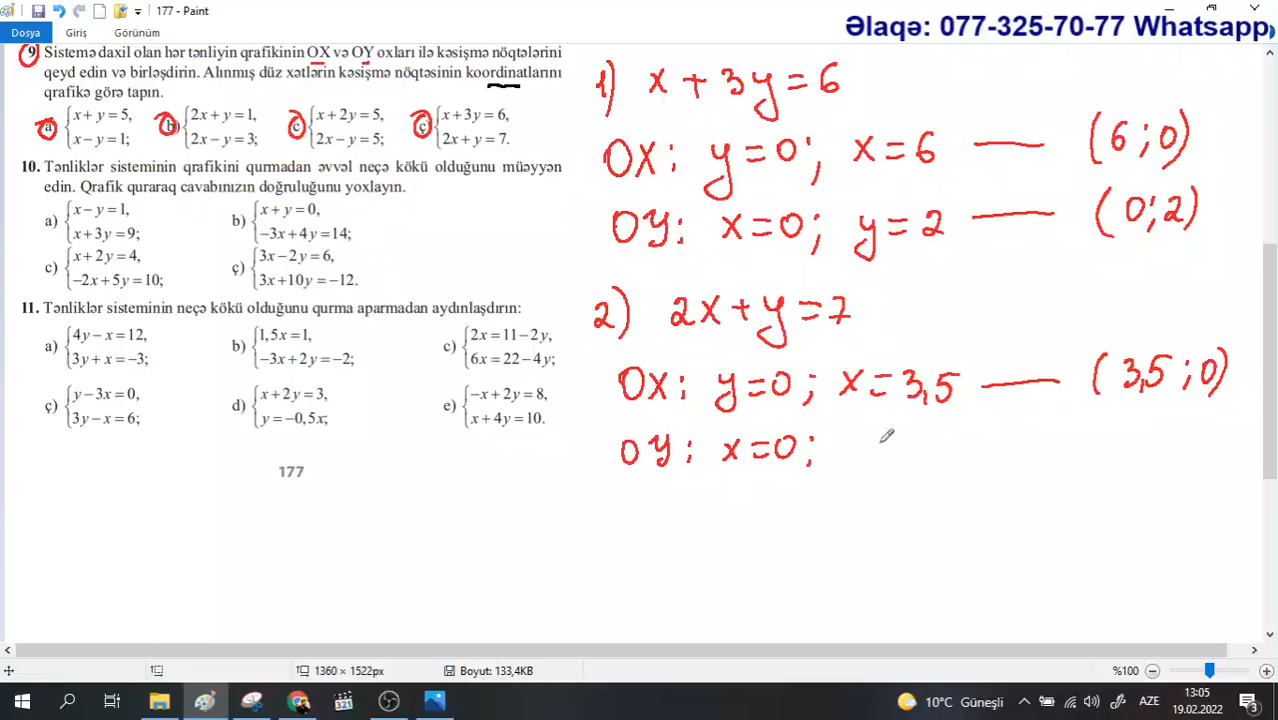 177 - Paint
Əlaqə: 077-325-70-77 Whatsapp
Dosya Giriş Görünüm
9. Sistemə daxil olan hər tənliyin qrafikinin OX və OY oxları ilə kəsişmə nöqtələrini
qeyd edin və birləşdirin. Alınmış düz xətlərin kəsişmə nöqtəsinin koordinatlarını
qrafikə görə tapın.
a) x + y = 5, b) 2x + y = 1, c) x + 2y = 5, ç) x + 3y = 6,
x − y = 1; 2x − y = 3; 2x − y = 5; 2x + y = 7.
10. Tənliklər sisteminin qrafikini qurmadan əvvəl neçə kökü olduğunu müəyyən
edin. Qrafik quraraq cavabınızın doğruluğunu yoxlayın.
a) x − y = 1, b) x + y = 0,
x + 3y = 9; −3x + 4y = 14;
c) x + 2y = 4, ç) 3x − 2y = 6,
−2x + 5y = 10; 3x + 10y = −12.
11. Tənliklər sisteminin neçə kökü olduğunu qurma aparmadan aydınlaşdırın:
a) 4y − x = 12, b) 1,5x = 1, c) 2x = 11 − 2y,
3y + x = −3; −3x + 2y = −2; 6x = 22 − 4y;
ç) y − 3x = 0, d) x + 2y = 3, e) −x + 2y = 8,
3y − x = 6; y = −0,5x; x + 4y = 10.
177
1) x + 3y = 6
OX: y = 0; x = 6 — (6; 0)
OY: x = 0; y = 2 — (0; 2)
2) 2x + y = 7
OX: y = 0; x = 3,5 — (3,5; 0)
OY: x = 0;
1360 × 1522px Boyut: 133,4KB %100
10°C Güneşli AZE 13:05
19.02.2022 3